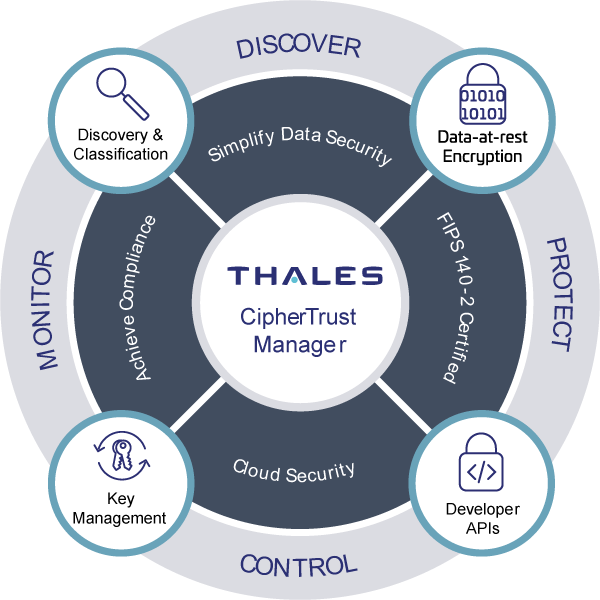 DISCOVER
Discovery &
Classification
01010
10101
Data-at-rest
Encryption
Simplify Data Security
MONITOR
Achieve Compliance
THALES
CipherTrust
Manager
FIPS 140-2 Certified
PROTECT
Cloud Security
Key
Management
</>
Developer
APIs
CONTROL